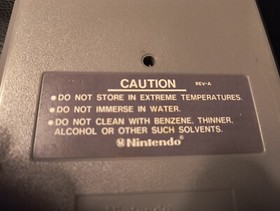 CAUTION REV-A
•DO NOT STORE IN EXTREME TEMPERATURES.
•DO NOT IMMERSE IN WATER.
•DO NOT CLEAN WITH BENZENE, THINNER,
ALCOHOL OR OTHER SUCH SOLVENTS.
Nintendo